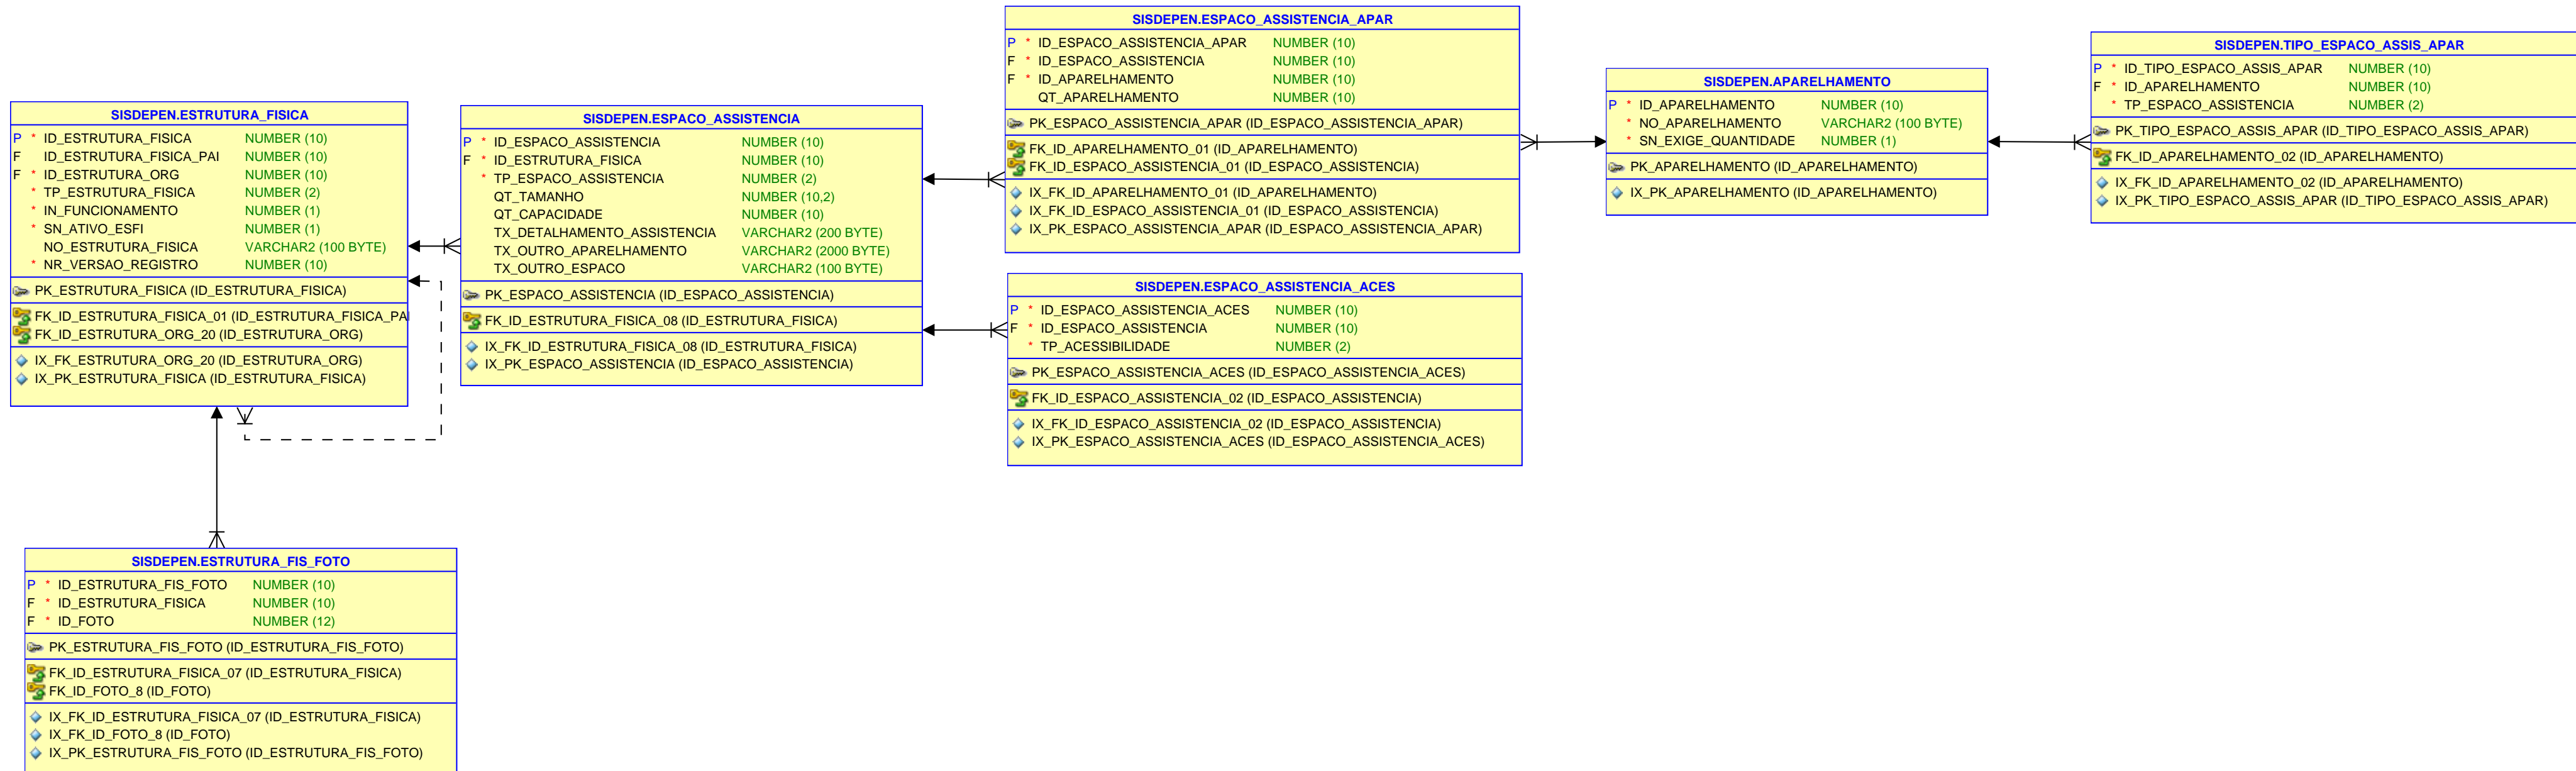 SISDEPEN.ESTRUTURA_FISICA
P * ID_ESTRUTURA_FISICA NUMBER (10)
F ID_ESTRUTURA_FISICA_PAI NUMBER (10)
F * ID_ESTRUTURA_ORG NUMBER (10)
* TP_ESTRUTURA_FISICA NUMBER (2)
* IN_FUNCIONAMENTO NUMBER (1)
* SN_ATIVO_ESFI NUMBER (1)
NO_ESTRUTURA_FISICA VARCHAR2 (100 BYTE)
* NR_VERSAO_REGISTRO NUMBER (10)
PK_ESTRUTURA_FISICA (ID_ESTRUTURA_FISICA)
FK_ID_ESTRUTURA_FISICA_01 (ID_ESTRUTURA_FISICA_PA
FK_ID_ESTRUTURA_ORG_20 (ID_ESTRUTURA_ORG)
IX_FK_ESTRUTURA_ORG_20 (ID_ESTRUTURA_ORG)
IX_PK_ESTRUTURA_FISICA (ID_ESTRUTURA_FISICA)
SISDEPEN.ESPACO_ASSISTENCIA
P * ID_ESPACO_ASSISTENCIA NUMBER (10)
F * ID_ESTRUTURA_FISICA NUMBER (10)
* TP_ESPACO_ASSISTENCIA NUMBER (2)
QT_TAMANHO NUMBER (10,2)
QT_CAPACIDADE NUMBER (10)
TX_DETALHAMENTO_ASSISTENCIA VARCHAR2 (200 BYTE)
TX_OUTRO_APARELHAMENTO VARCHAR2 (2000 BYTE)
TX_OUTRO_ESPACO VARCHAR2 (100 BYTE)
PK_ESPACO_ASSISTENCIA (ID_ESPACO_ASSISTENCIA)
FK_ID_ESTRUTURA_FISICA_08 (ID_ESTRUTURA_FISICA)
IX_FK_ID_ESTRUTURA_FISICA_08 (ID_ESTRUTURA_FISICA)
IX_PK_ESPACO_ASSISTENCIA (ID_ESPACO_ASSISTENCIA)
SISDEPEN.ESPACO_ASSISTENCIA_APAR
P * ID_ESPACO_ASSISTENCIA_APAR NUMBER (10)
F * ID_ESPACO_ASSISTENCIA NUMBER (10)
F * ID_APARELHAMENTO NUMBER (10)
QT_APARELHAMENTO NUMBER (10)
PK_ESPACO_ASSISTENCIA_APAR (ID_ESPACO_ASSISTENCIA_APAR)
FK_ID_APARELHAMENTO_01 (ID_APARELHAMENTO)
FK_ID_ESPACO_ASSISTENCIA_01 (ID_ESPACO_ASSISTENCIA)
IX_FK_ID_APARELHAMENTO_01 (ID_APARELHAMENTO)
IX_FK_ID_ESPACO_ASSISTENCIA_01 (ID_ESPACO_ASSISTENCIA)
IX_PK_ESPACO_ASSISTENCIA_APAR (ID_ESPACO_ASSISTENCIA_APAR)
SISDEPEN.APARELHAMENTO
P * ID_APARELHAMENTO NUMBER (10)
* NO_APARELHAMENTO VARCHAR2 (100 BYTE)
* SN_EXIGE_QUANTIDADE NUMBER (1)
PK_APARELHAMENTO (ID_APARELHAMENTO)
IX_PK_APARELHAMENTO (ID_APARELHAMENTO)
SISDEPEN.TIPO_ESPACO_ASSIS_APAR
P * ID_TIPO_ESPACO_ASSIS_APAR NUMBER (10)
F * ID_APARELHAMENTO NUMBER (10)
* TP_ESPACO_ASSISTENCIA NUMBER (2)
PK_TIPO_ESPACO_ASSIS_APAR (ID_TIPO_ESPACO_ASSIS_APAR)
FK_ID_APARELHAMENTO_02 (ID_APARELHAMENTO)
IX_FK_ID_APARELHAMENTO_02 (ID_APARELHAMENTO)
IX_PK_TIPO_ESPACO_ASSIS_APAR (ID_TIPO_ESPACO_ASSIS_APAR)
SISDEPEN.ESPACO_ASSISTENCIA_ACES
P * ID_ESPACO_ASSISTENCIA_ACES NUMBER (10)
F * ID_ESPACO_ASSISTENCIA NUMBER (10)
* TP_ACESSIBILIDADE NUMBER (2)
PK_ESPACO_ASSISTENCIA_ACES (ID_ESPACO_ASSISTENCIA_ACES)
FK_ID_ESPACO_ASSISTENCIA_02 (ID_ESPACO_ASSISTENCIA)
IX_FK_ID_ESPACO_ASSISTENCIA_02 (ID_ESPACO_ASSISTENCIA)
IX_PK_ESPACO_ASSISTENCIA_ACES (ID_ESPACO_ASSISTENCIA_ACES)
SISDEPEN.ESTRUTURA_FIS_FOTO
P * ID_ESTRUTURA_FIS_FOTO NUMBER (10)
F * ID_ESTRUTURA_FISICA NUMBER (10)
F * ID_FOTO NUMBER (12)
PK_ESTRUTURA_FIS_FOTO (ID_ESTRUTURA_FIS_FOTO)
FK_ID_ESTRUTURA_FISICA_07 (ID_ESTRUTURA_FISICA)
FK_ID_FOTO_8 (ID_FOTO)
IX_FK_ID_ESTRUTURA_FISICA_07 (ID_ESTRUTURA_FISICA)
IX_FK_ID_FOTO_8 (ID_FOTO)
IX_PK_ESTRUTURA_FIS_FOTO (ID_ESTRUTURA_FIS_FOTO)